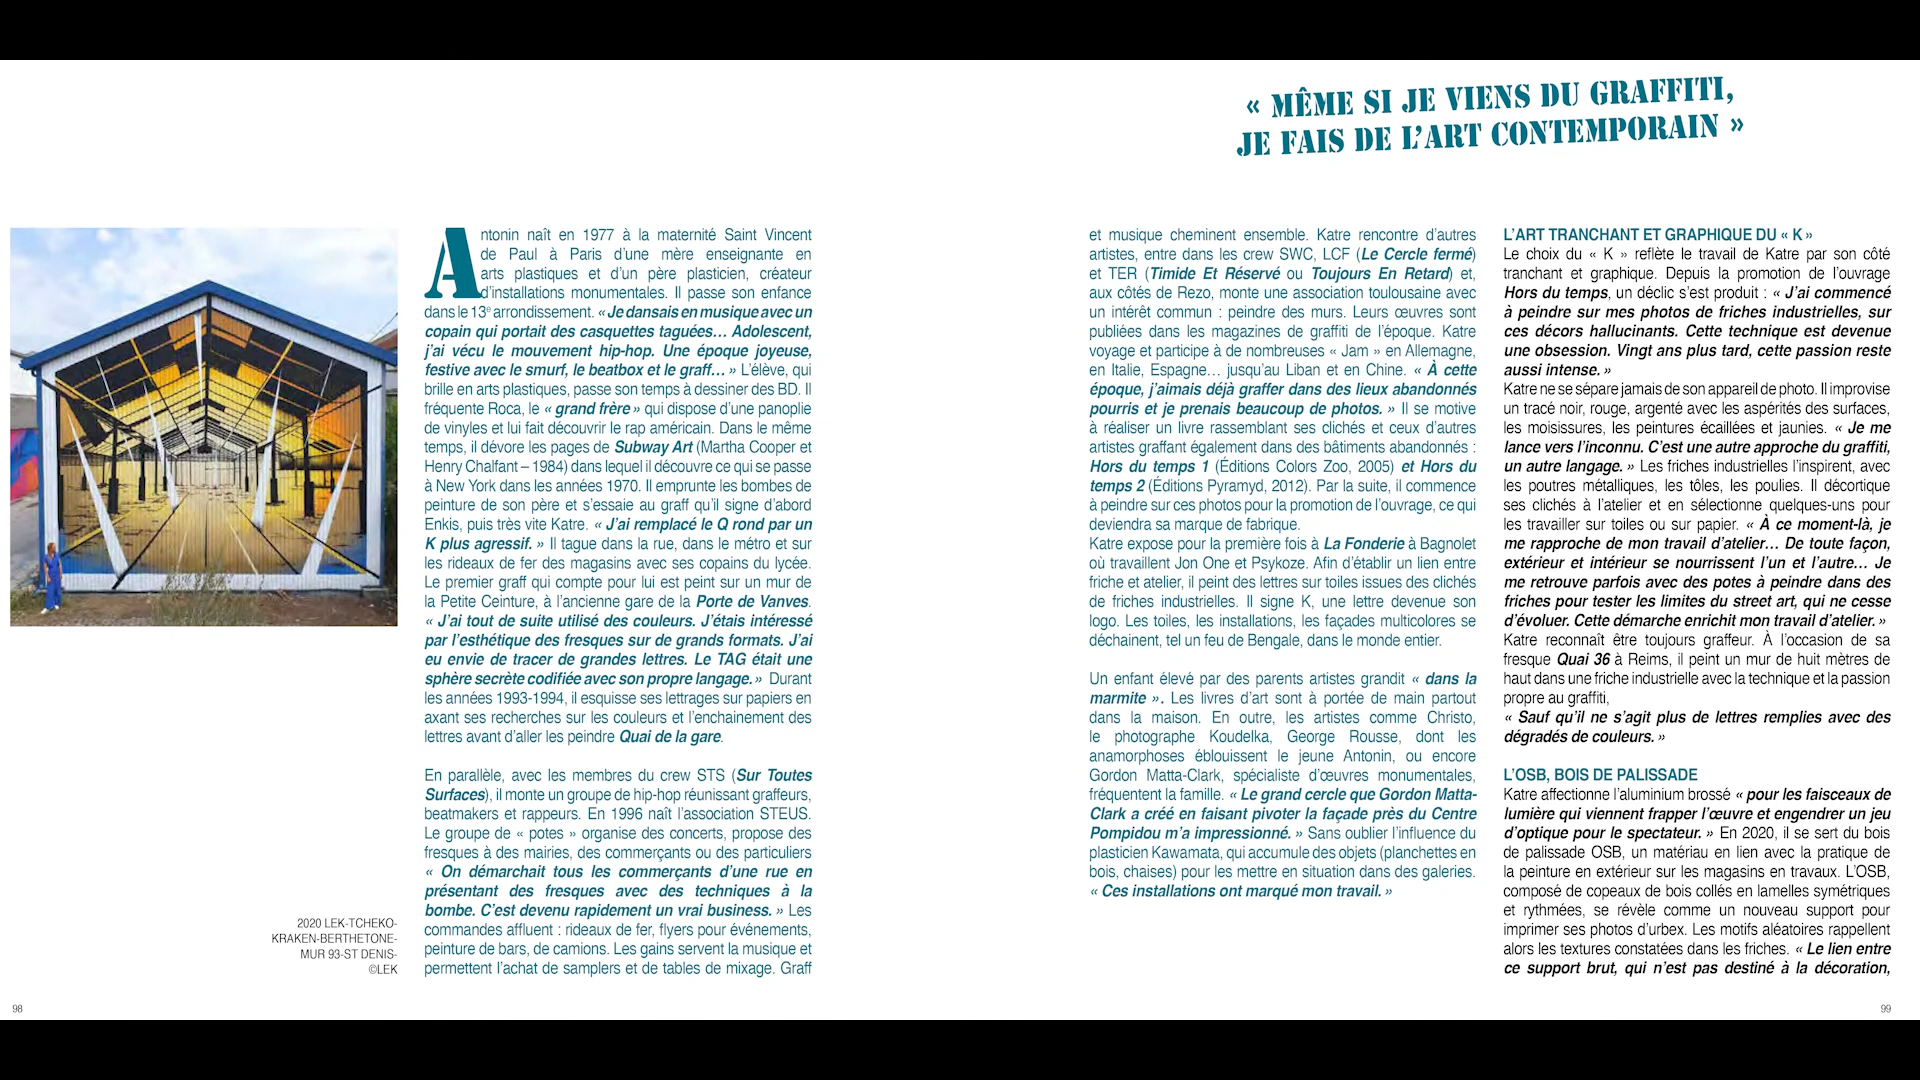 « MÊME SI JE VIENS DU GRAFFITI,
JE FAIS DE L'ART CONTEMPORAIN »
Antonin naît en 1977 à la maternité Saint Vincent
de Paul à Paris d'une mère enseignante en
arts plastiques et d'un père plasticien, créateur
d'installations monumentales. Il passe son enfance
dans le 13e arrondissement. « Je dansais en musique avec un
copain qui portait des casquettes taguées… Adolescent,
j'ai vécu le mouvement hip-hop. Une époque joyeuse,
festive avec le smurf, le beatbox et le graff… » L'élève, qui
brille en arts plastiques, passe son temps à dessiner des BD. Il
fréquente Roca, le « grand frère » qui dispose d'une panoplie
de vinyles et lui fait découvrir le rap américain. Dans le même
temps, il dévore les pages de Subway Art (Martha Cooper et
Henry Chalfant – 1984) dans lequel il découvre ce qui se passe
à New York dans les années 1970. Il emprunte les bombes de
peinture de son père et s'essaie au graff qu'il signe d'abord
Enkis, puis très vite Katre. « J'ai remplacé le Q rond par un
K plus agressif. » Il tague dans la rue, dans le métro et sur
les rideaux de fer des magasins avec ses copains du lycée.
Le premier graff qui compte pour lui est peint sur un mur de
la Petite Ceinture, à l'ancienne gare de la Porte de Vanves.
« J'ai tout de suite utilisé des couleurs. J'étais intéressé
par l'esthétique des fresques sur de grands formats. J'ai
eu envie de tracer de grandes lettres. Le TAG était une
sphère secrète codifiée avec son propre langage. » Durant
les années 1993-1994, il esquisse ses lettrages sur papiers en
axant ses recherches sur les couleurs et l'enchainement des
lettres avant d'aller les peindre Quai de la gare.
En parallèle, avec les membres du crew STS (Sur Toutes
Surfaces), il monte un groupe de hip-hop réunissant graffeurs,
beatmakers et rappeurs. En 1996 naît l'association STEUS.
Le groupe de « potes » organise des concerts, propose des
fresques à des mairies, des commerçants ou des particuliers
« On démarchait tous les commerçants d'une rue en
présentant des fresques avec des techniques à la
bombe. C'est devenu rapidement un vrai business. » Les
commandes affluent : rideaux de fer, flyers pour événements,
peinture de bars, de camions. Les gains servent la musique et
permettent l'achat de samplers et de tables de mixage. Graff
2020 LEK-TCHEKO-
KRAKEN-BERTHETONE-
MUR 93-ST DENIS-
©LEK
98
et musique cheminent ensemble. Katre rencontre d'autres
artistes, entre dans les crew SWC, LCF (Le Cercle fermé)
et TER (Timide Et Réservé ou Toujours En Retard) et,
aux côtés de Rezo, monte une association toulousaine avec
un intérêt commun : peindre des murs. Leurs œuvres sont
publiées dans les magazines de graffiti de l'époque. Katre
voyage et participe à de nombreuses « Jam » en Allemagne,
en Italie, Espagne… jusqu'au Liban et en Chine. « À cette
époque, j'aimais déjà graffer dans des lieux abandonnés
pourris et je prenais beaucoup de photos. » Il se motive
à réaliser un livre rassemblant ses clichés et ceux d'autres
artistes graffant également dans des bâtiments abandonnés :
Hors du temps 1 (Éditions Colors Zoo, 2005) et Hors du
temps 2 (Éditions Pyramyd, 2012). Par la suite, il commence
à peindre sur ces photos pour la promotion de l'ouvrage, ce qui
deviendra sa marque de fabrique.
Katre expose pour la première fois à La Fonderie à Bagnolet
où travaillent Jon One et Psykoze. Afin d'établir un lien entre
friche et atelier, il peint des lettres sur toiles issues des clichés
de friches industrielles. Il signe K, une lettre devenue son
logo. Les toiles, les installations, les façades multicolores se
déchainent, tel un feu de Bengale, dans le monde entier.
Un enfant élevé par des parents artistes grandit « dans la
marmite ». Les livres d'art sont à portée de main partout
dans la maison. En outre, les artistes comme Christo,
le photographe Koudelka, George Rousse, dont les
anamorphoses éblouissent le jeune Antonin, ou encore
Gordon Matta-Clark, spécialiste d'œuvres monumentales,
fréquentent la famille. « Le grand cercle que Gordon Matta-
Clark a créé en faisant pivoter la façade près du Centre
Pompidou m'a impressionné. » Sans oublier l'influence du
plasticien Kawamata, qui accumule des objets (planchettes en
bois, chaises) pour les mettre en situation dans des galeries.
« Ces installations ont marqué mon travail. »
L'ART TRANCHANT ET GRAPHIQUE DU « K »
Le choix du « K » reflète le travail de Katre par son côté
tranchant et graphique. Depuis la promotion de l'ouvrage
Hors du temps, un déclic s'est produit : « J'ai commencé
à peindre sur mes photos de friches industrielles, sur
ces décors hallucinants. Cette technique est devenue
une obsession. Vingt ans plus tard, cette passion reste
aussi intense. »
Katre ne se sépare jamais de son appareil de photo. Il improvise
un tracé noir, rouge, argenté avec les aspérités des surfaces,
les moisissures, les peintures écaillées et jaunies. « Je me
lance vers l'inconnu. C'est une autre approche du graffiti,
un autre langage. » Les friches industrielles l'inspirent, avec
les poutres métalliques, les tôles, les poulies. Il décortique
ses clichés à l'atelier et en sélectionne quelques-uns pour
les travailler sur toiles ou sur papier. « À ce moment-là, je
me rapproche de mon travail d'atelier… De toute façon,
extérieur et intérieur se nourrissent l'un et l'autre… Je
me retrouve parfois avec des potes à peindre dans des
friches pour tester les limites du street art, qui ne cesse
d'évoluer. Cette démarche enrichit mon travail d'atelier. »
Katre reconnaît être toujours graffeur. À l'occasion de sa
fresque Quai 36 à Reims, il peint un mur de huit mètres de
haut dans une friche industrielle avec la technique et la passion
propre au graffiti,
« Sauf qu'il ne s'agit plus de lettres remplies avec des
dégradés de couleurs. »
L'OSB, BOIS DE PALISSADE
Katre affectionne l'aluminium brossé « pour les faisceaux de
lumière qui viennent frapper l'œuvre et engendrer un jeu
d'optique pour le spectateur. » En 2020, il se sert du bois
de palissade OSB, un matériau en lien avec la pratique de
la peinture en extérieur sur les magasins en travaux. L'OSB,
composé de copeaux de bois collés en lamelles symétriques
et rythmées, se révèle comme un nouveau support pour
imprimer ses photos d'urbex. Les motifs aléatoires rappellent
alors les textures constatées dans les friches. « Le lien entre
ce support brut, qui n'est pas destiné à la décoration,
99